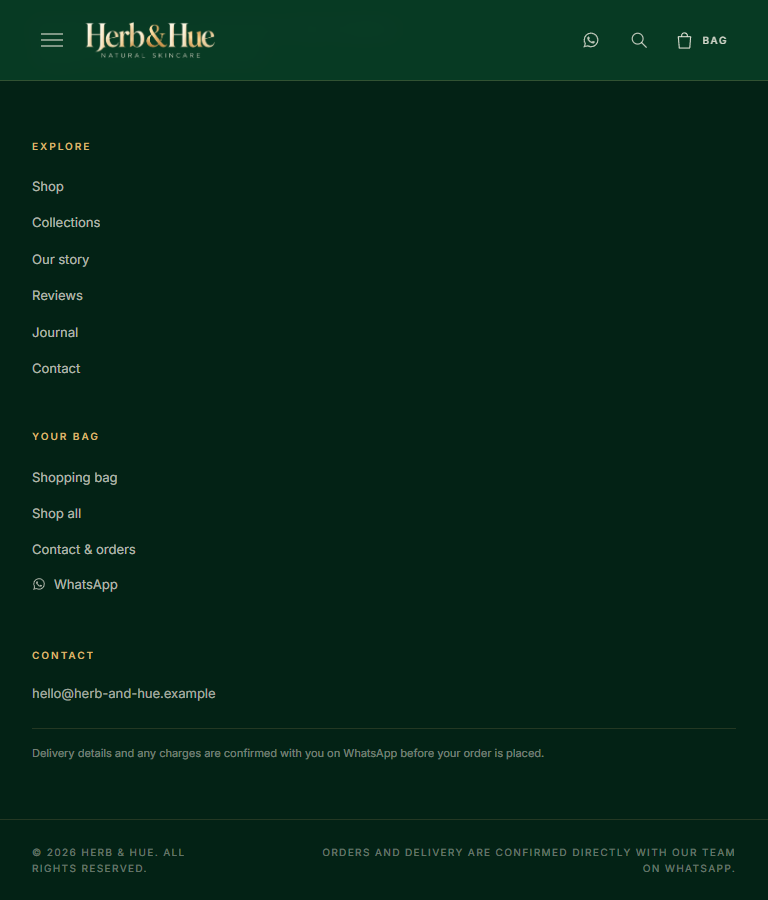 Herb&Hue
NATURAL SKINCARE
BAG
EXPLORE
Shop
Collections
Our story
Reviews
Journal
Contact
YOUR BAG
Shopping bag
Shop all
Contact & orders
WhatsApp
CONTACT
hello@herb-and-hue.example
Delivery details and any charges are confirmed with you on WhatsApp before your order is placed.
© 2026 HERB & HUE. ALL
RIGHTS RESERVED.
ORDERS AND DELIVERY ARE CONFIRMED DIRECTLY WITH OUR TEAM
ON WHATSAPP.